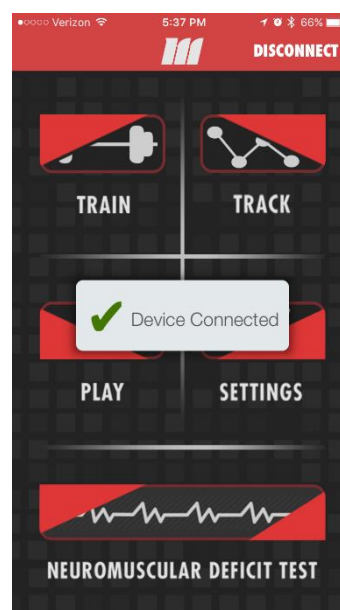 Verizon 5:37 PM 66%
DISCONNECT
TRAIN TRACK
Device Connected
PLAY SETTINGS
NEUROMUSCULAR DEFICIT TEST